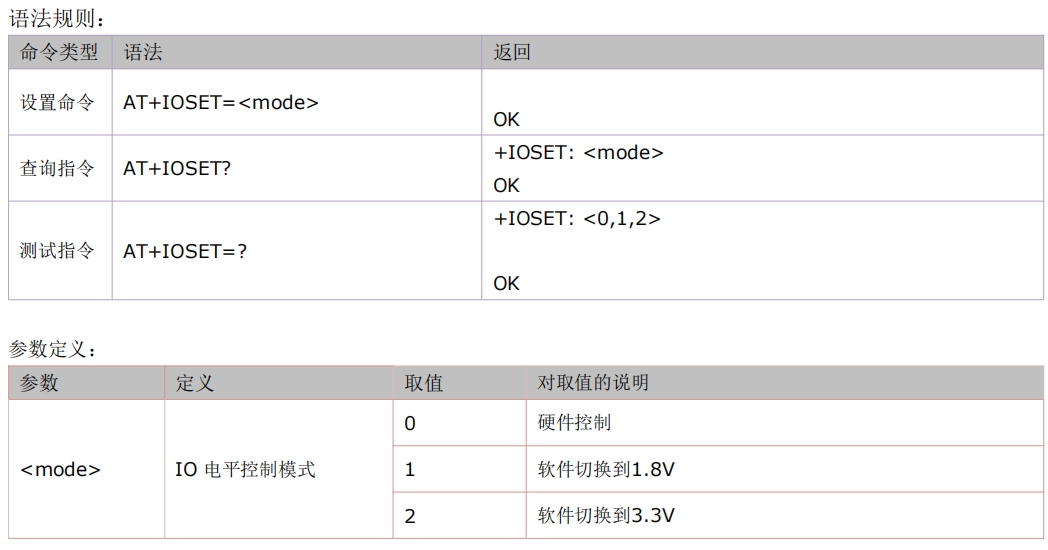 语法规则：
命令类型 语法 返回
设置命令 AT+IOSET=<mode>
OK
查询指令 AT+IOSET?
+IOSET: <mode>
OK
测试指令 AT+IOSET=?
+IOSET: <0,1,2>
OK
参数定义：
参数 定义 取值 对取值的说明
<mode> IO 电平控制模式
0 硬件控制
1 软件切换到1.8V
2 软件切换到3.3V